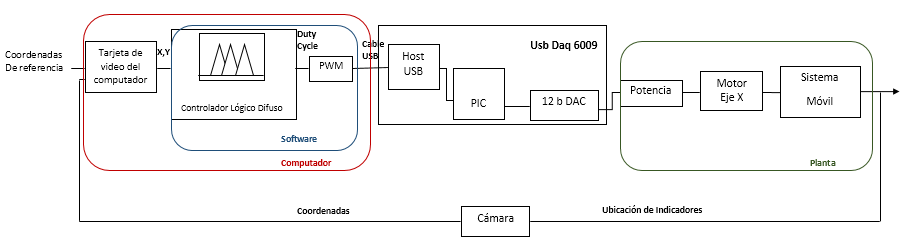 Coordenadas
De referencia
Tarjeta de
video del
computador
X,Y
Controlador Lógico Difuso
Duty
Cycle
PWM
Software
Computador
Cable
USB
Host
USB
Usb Daq 6009
PIC
12 b DAC
Potencia
Motor
Eje X
Sistema
Móvil
Planta
Coordenadas
Cámara
Ubicación de Indicadores